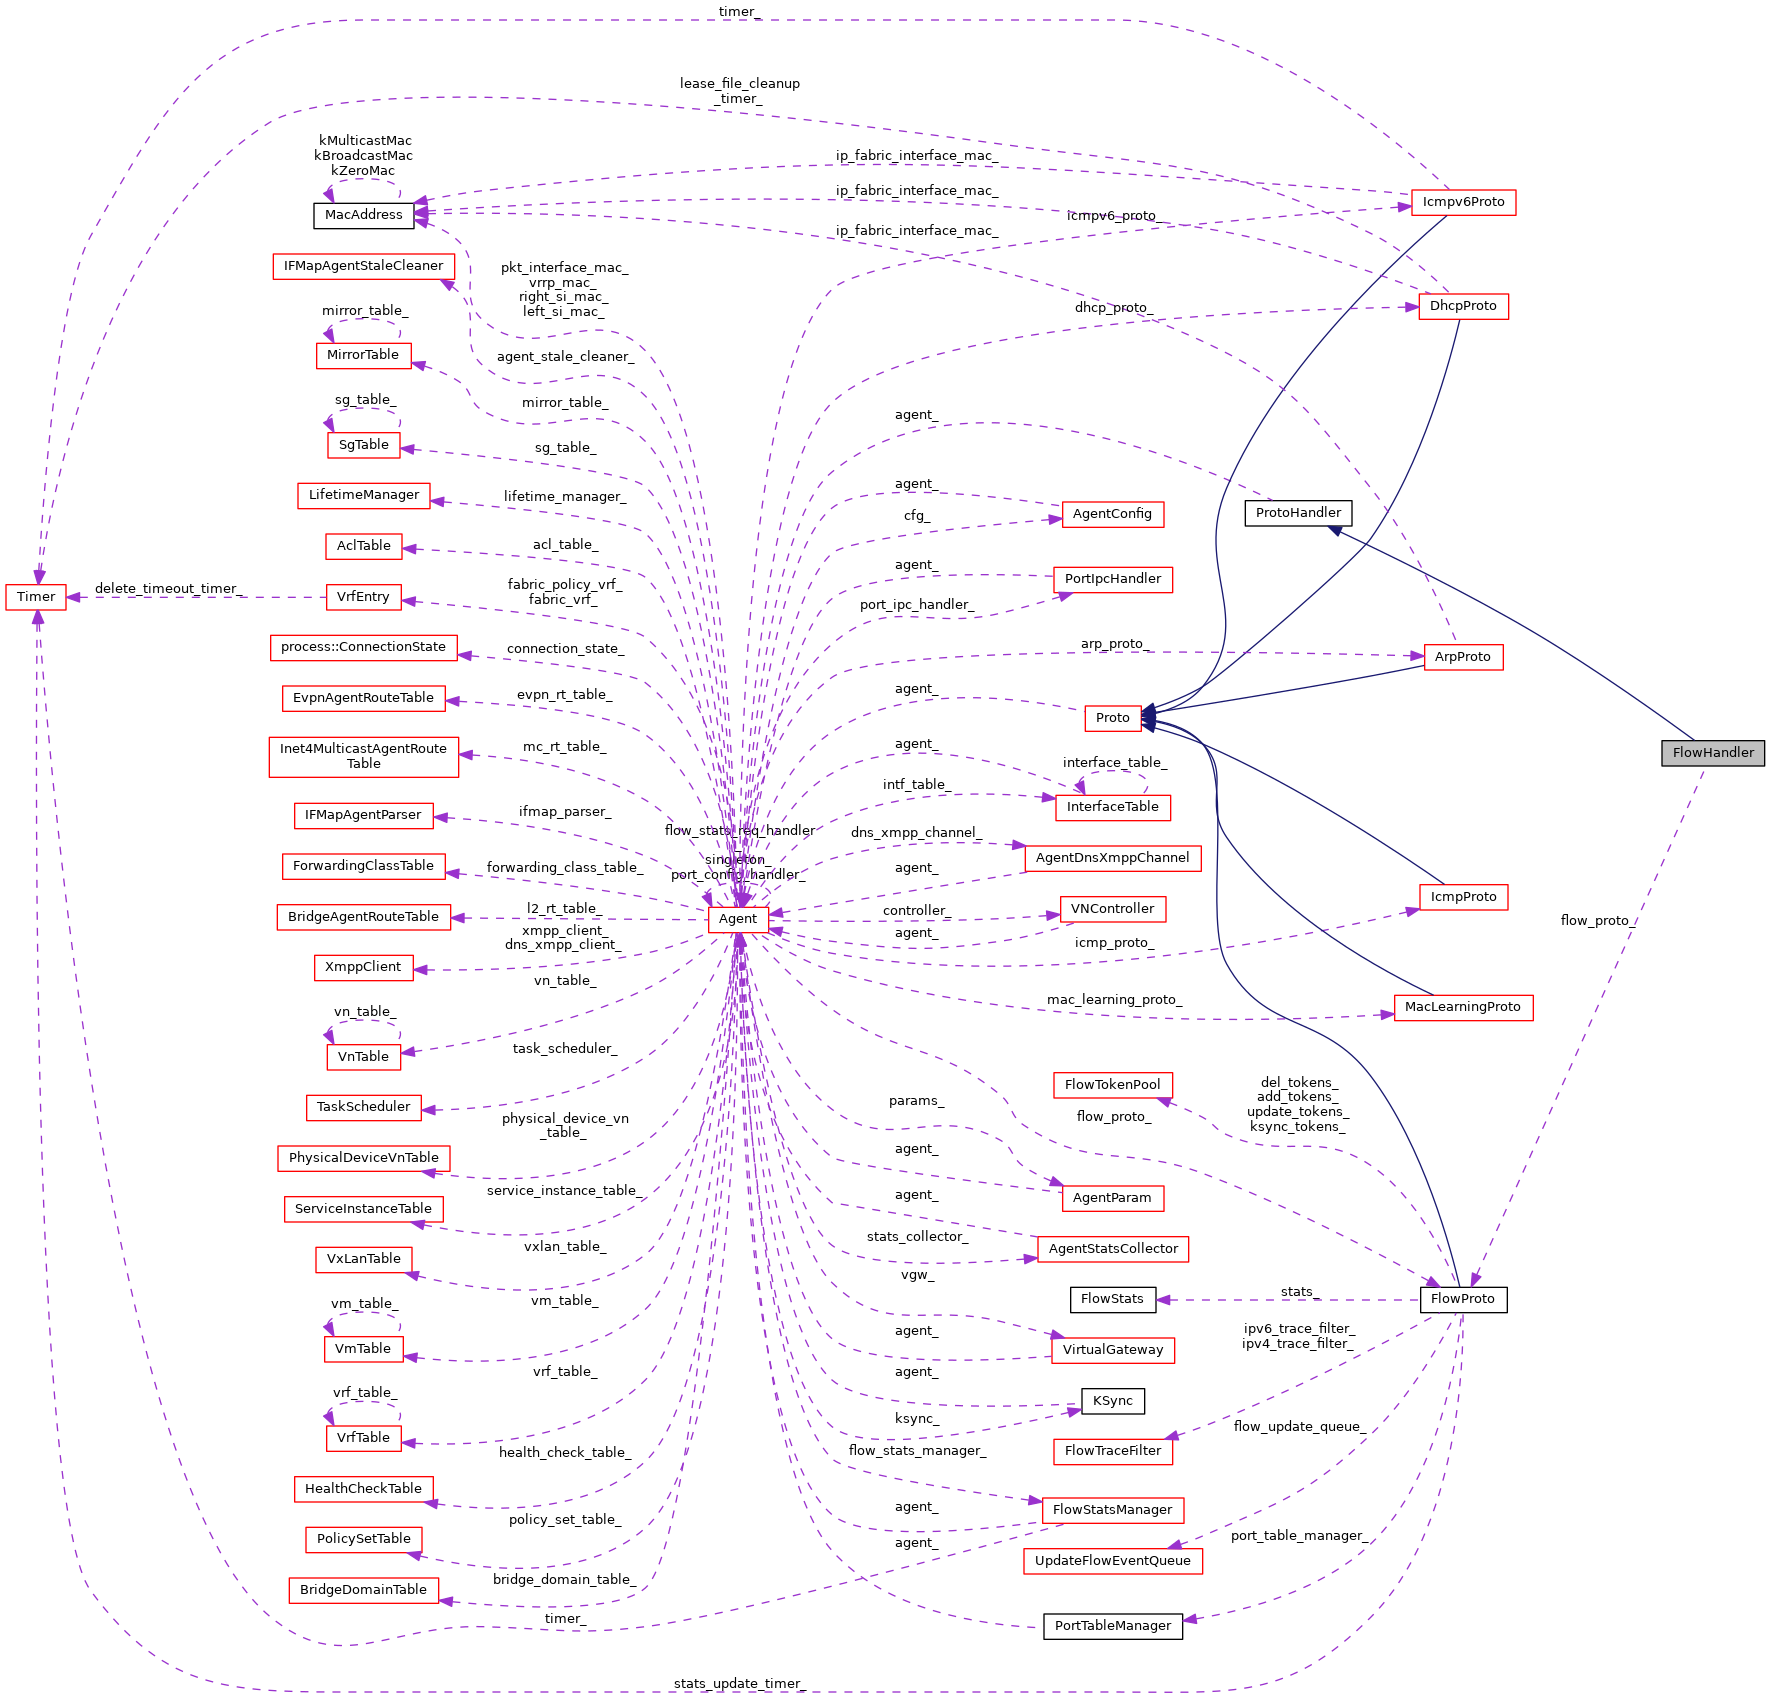 timer_
lease_file_cleanup
_timer_
kMulticastMac
kBroadcastMac
kZeroMac
ip_fabric_interface_mac_
ip_fabric_interface_mac_
Icmpv6Proto
MacAddress
icmpv6_proto_
ip_fabric_interface_mac_
IFMapAgentStaleCleaner
pkt_interface_mac_
vrrp_mac_
right_si_mac_
left_si_mac_
DhcpProto
dhcp_proto_
mirror_table_
MirrorTable
agent_stale_cleaner_
sg_table_
mirror_table_
agent_
SgTable
sg_table_
agent_
LifetimeManager
lifetime_manager_
cfg_
AgentConfig
ProtoHandler
AclTable
acl_table_
agent_
PortIpcHandler
Timer
delete_timeout_timer_
VrfEntry
fabric_policy_vrf_
fabric_vrf_
port_ipc_handler_
process::ConnectionState
connection_state_
arp_proto_
ArpProto
EvpnAgentRouteTable
evpn_rt_table_
agent_
Proto
Inet4MulticastAgentRoute
Table
mc_rt_table_
agent_
FlowHandler
interface_table_
intf_table_
InterfaceTable
IFMapAgentParser
ifmap_parser_
flow_stats_req_handler
_
singleton_
port_config_handler_
dns_xmpp_channel_
AgentDnsXmppChannel
ForwardingClassTable
forwarding_class_table_
agent_
IcmpProto
BridgeAgentRouteTable
l2_rt_table_
Agent
controller_
VNController
flow_proto_
xmpp_client_
dns_xmpp_client_
agent_
icmp_proto_
XmppClient
vn_table_
mac_learning_proto_
MacLearningProto
vn_table_
VnTable
task_scheduler_
FlowTokenPool
del_tokens_
add_tokens_
update_tokens_
ksync_tokens_
TaskScheduler
params_
flow_proto_
physical_device_vn
_table_
PhysicalDeviceVnTable
agent_
service_instance_table_
agent_
AgentParam
ServiceInstanceTable
stats_collector_
VxLanTable
vxlan_table_
AgentStatsCollector
vgw_
vm_table_
vm_table_
FlowStats
stats_
FlowProto
VmTable
agent_
VirtualGateway
ipv6_trace_filter_
ipv4_trace_filter_
vrf_table_
vrf_table_
agent_
KSync
VrfTable
ksync_
flow_update_queue_
health_check_table_
flow_stats_manager_
FlowTraceFilter
HealthCheckTable
agent_
FlowStatsManager
policy_set_table_
PolicySetTable
agent_
port_table_manager_
UpdateFlowEventQueue
bridge_domain_table_
BridgeDomainTable
timer_
PortTableManager
stats_update_timer_